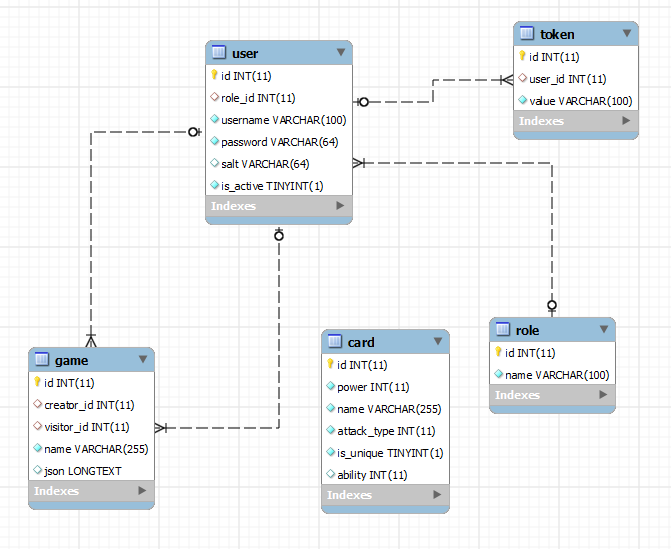 user
id INT(11)
role_id INT(11)
username VARCHAR(100)
password VARCHAR(64)
salt VARCHAR(64)
is_active TINYINT(1)
Indexes
token
id INT(11)
user_id INT(11)
value VARCHAR(100)
Indexes
game
id INT(11)
creator_id INT(11)
visitor_id INT(11)
name VARCHAR(255)
json LONGTEXT
Indexes
card
id INT(11)
power INT(11)
name VARCHAR(255)
attack_type INT(11)
is_unique TINYINT(1)
ability INT(11)
Indexes
role
id INT(11)
name VARCHAR(100)
Indexes